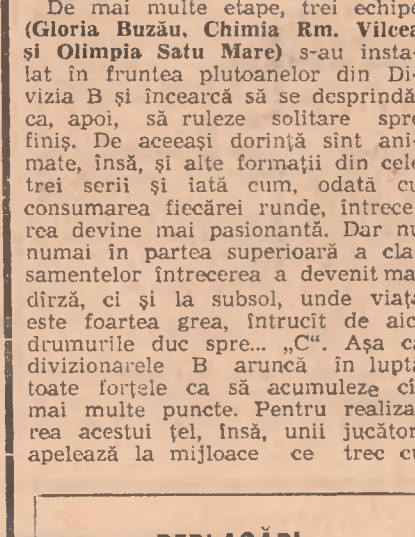 De mai multe etape, trei echipe
(Gloria Buzău, Chimia Rm. Vîlcea
și Olimpia Satu Mare) s-au insta-
lat în fruntea plutoanelor din Di-
vizia B și încearcă să se desprindă
ca, apoi, să ruleze solitare spre
finiș. De aceeași dorință sînt ani-
mate, însă, și alte formații din cele
trei serii și iată cum, odată cu
consumarea fiecărei runde, întrece-
rea devine mai pasionantă. Dar nu
numai în partea superioară a cla-
samentelor întrecerea a devenit mai
dîrză, ci și la subsol, unde viața
este foartea grea, întrucît de aic
drumurile duc spre... „C“. Așa că
divizionarele B aruncă în luptă
toate forțele ca să acumuleze cî
mai multe puncte. Pentru realiza-
rea acestui țel, însă, unii jucător
apelează la mijloace ce trec cu